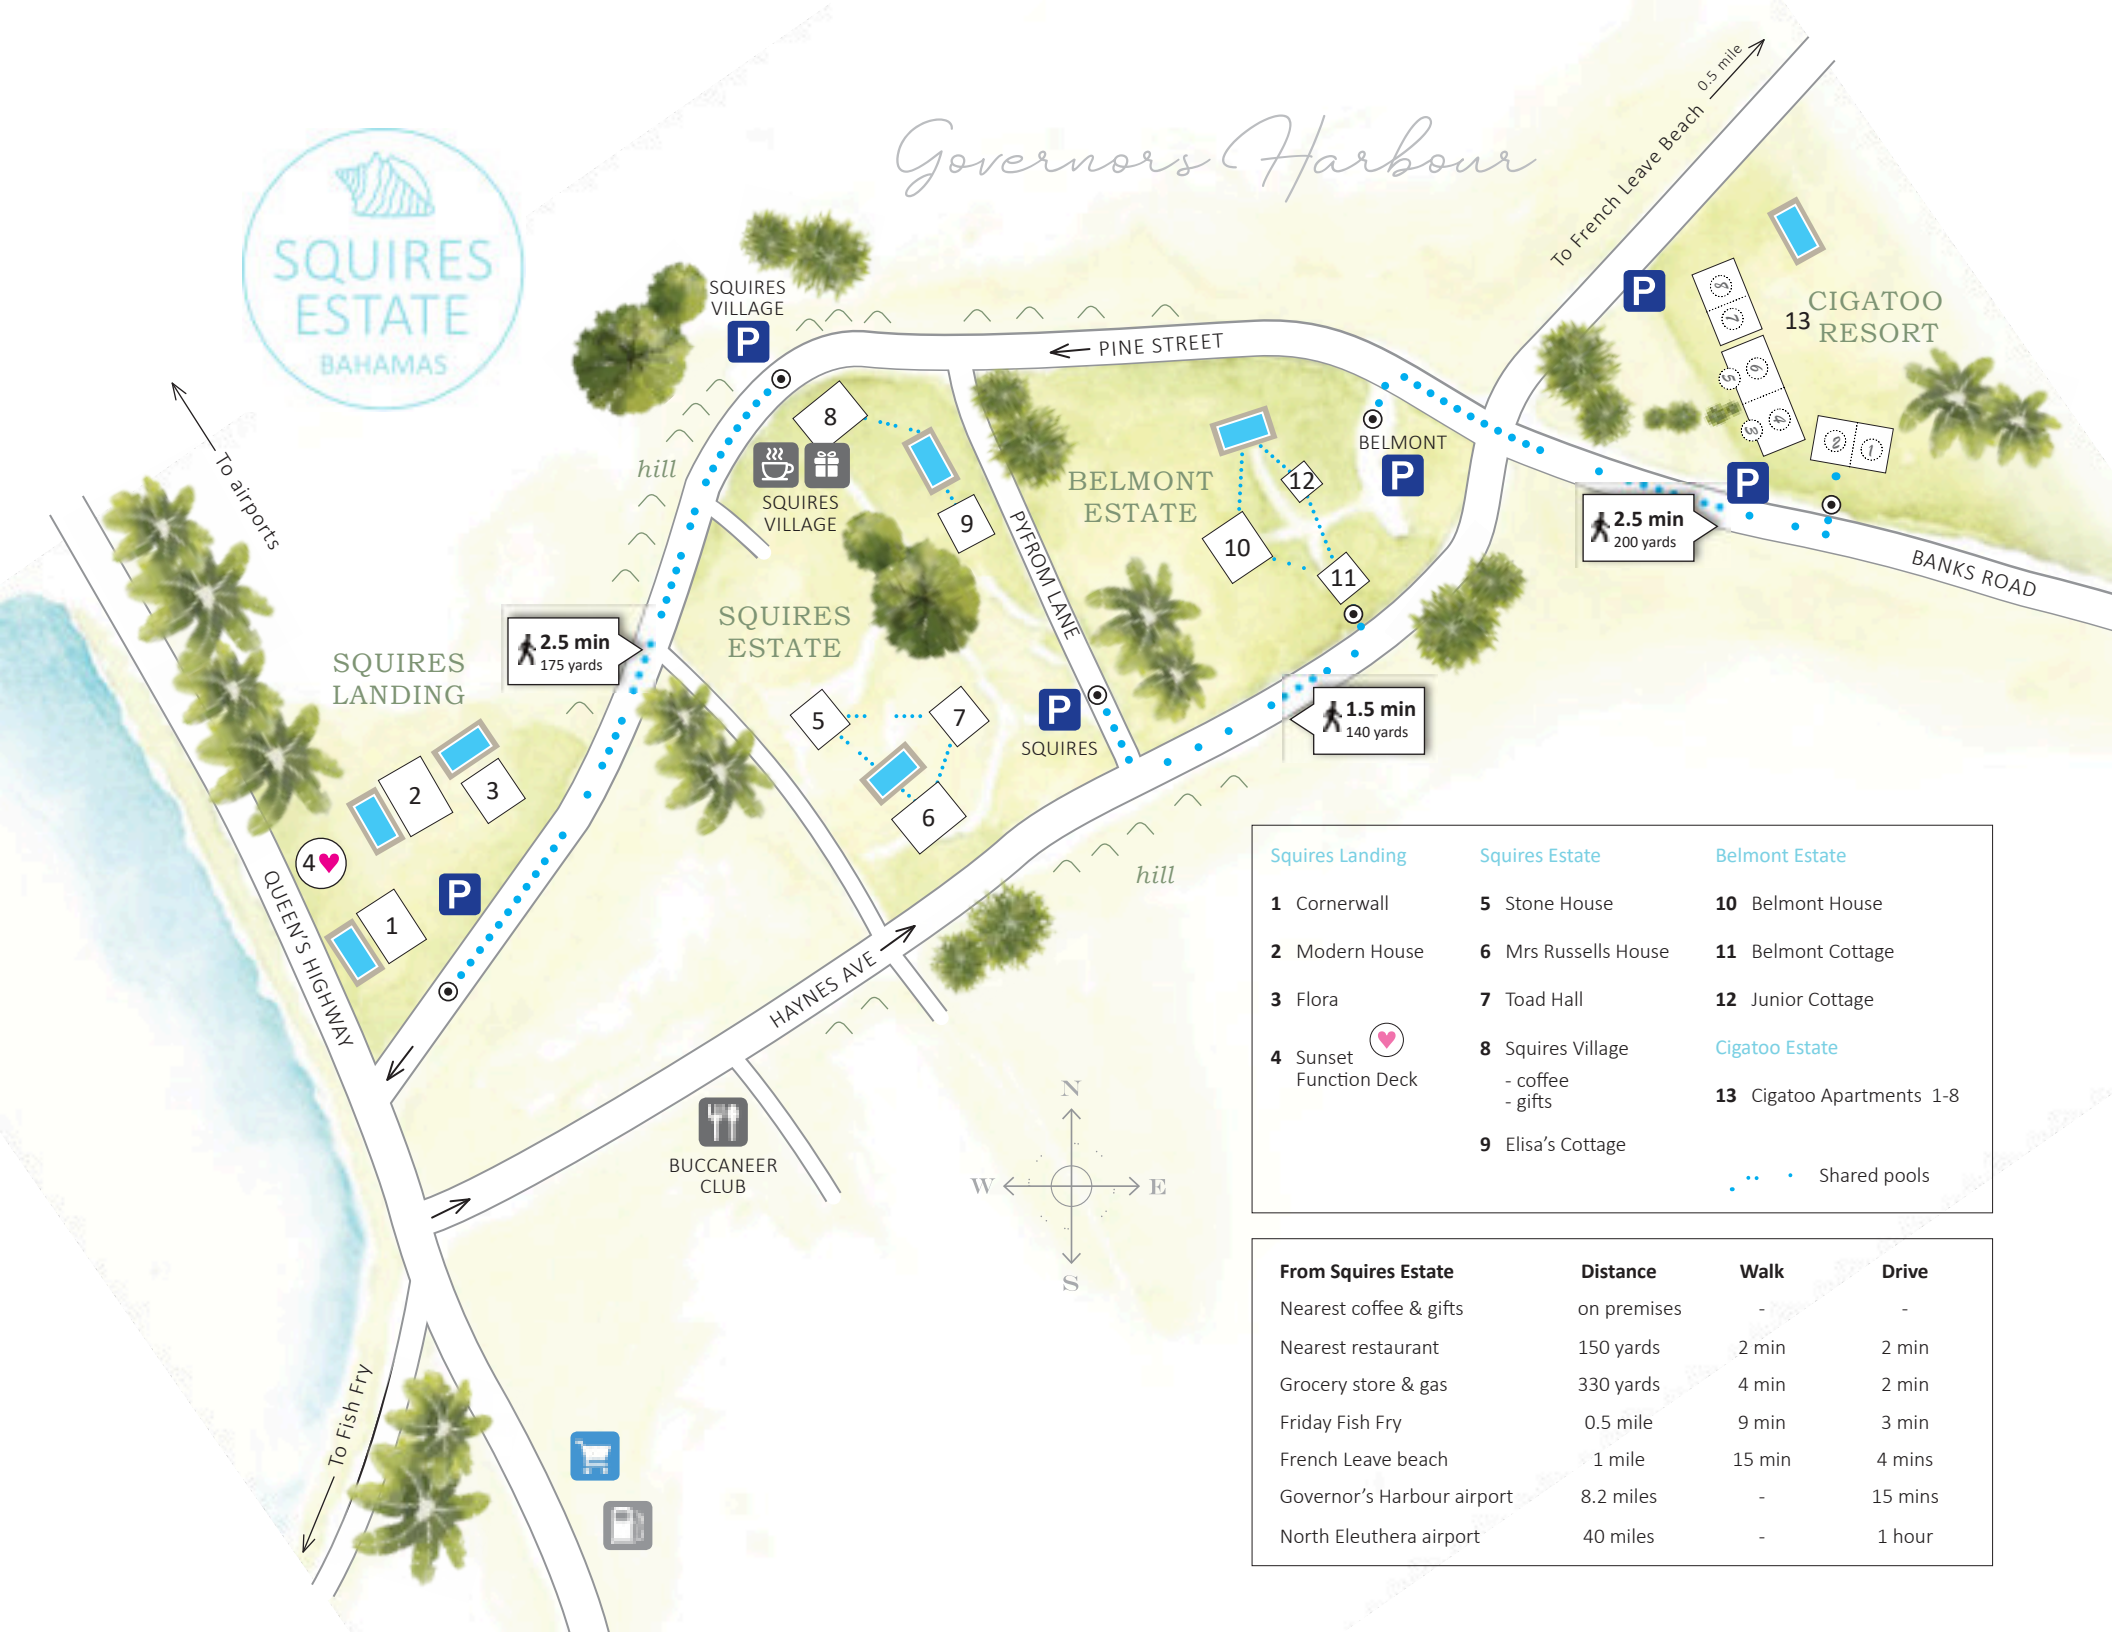 Governors Harbour
SQUIRES
ESTATE
BAHAMAS
To French Leave Beach 0.5 mile
SQUIRES
VILLAGE
P
PINE STREET
P
CIGATOO
RESORT
13
8
7
6
5
4
3
2
1
P
BANKS ROAD
2.5 min
200 yards
8
SQUIRES
VILLAGE
9
hill
PYFROM LANE
BELMONT
ESTATE
BELMONT
P
12
10
11
To airports
2.5 min
175 yards
SQUIRES
ESTATE
5
7
6
P
SQUIRES
1.5 min
140 yards
hill
SQUIRES
LANDING
2
3
4
1
P
QUEEN'S HIGHWAY
HAYNES AVE
BUCCANEER
CLUB
N
W
E
S
To Fish Fry
Squires Landing
1 Cornerwall
2 Modern House
3 Flora
4 Sunset
Function Deck
Squires Estate
5 Stone House
6 Mrs Russells House
7 Toad Hall
8 Squires Village
- coffee
- gifts
9 Elisa's Cottage
Belmont Estate
10 Belmont House
11 Belmont Cottage
12 Junior Cottage
Cigatoo Estate
13 Cigatoo Apartments 1-8
Shared pools
From Squires Estate Distance Walk Drive
Nearest coffee & gifts on premises - -
Nearest restaurant 150 yards 2 min 2 min
Grocery store & gas 330 yards 4 min 2 min
Friday Fish Fry 0.5 mile 9 min 3 min
French Leave beach 1 mile 15 min 4 mins
Governor's Harbour airport 8.2 miles - 15 mins
North Eleuthera airport 40 miles - 1 hour